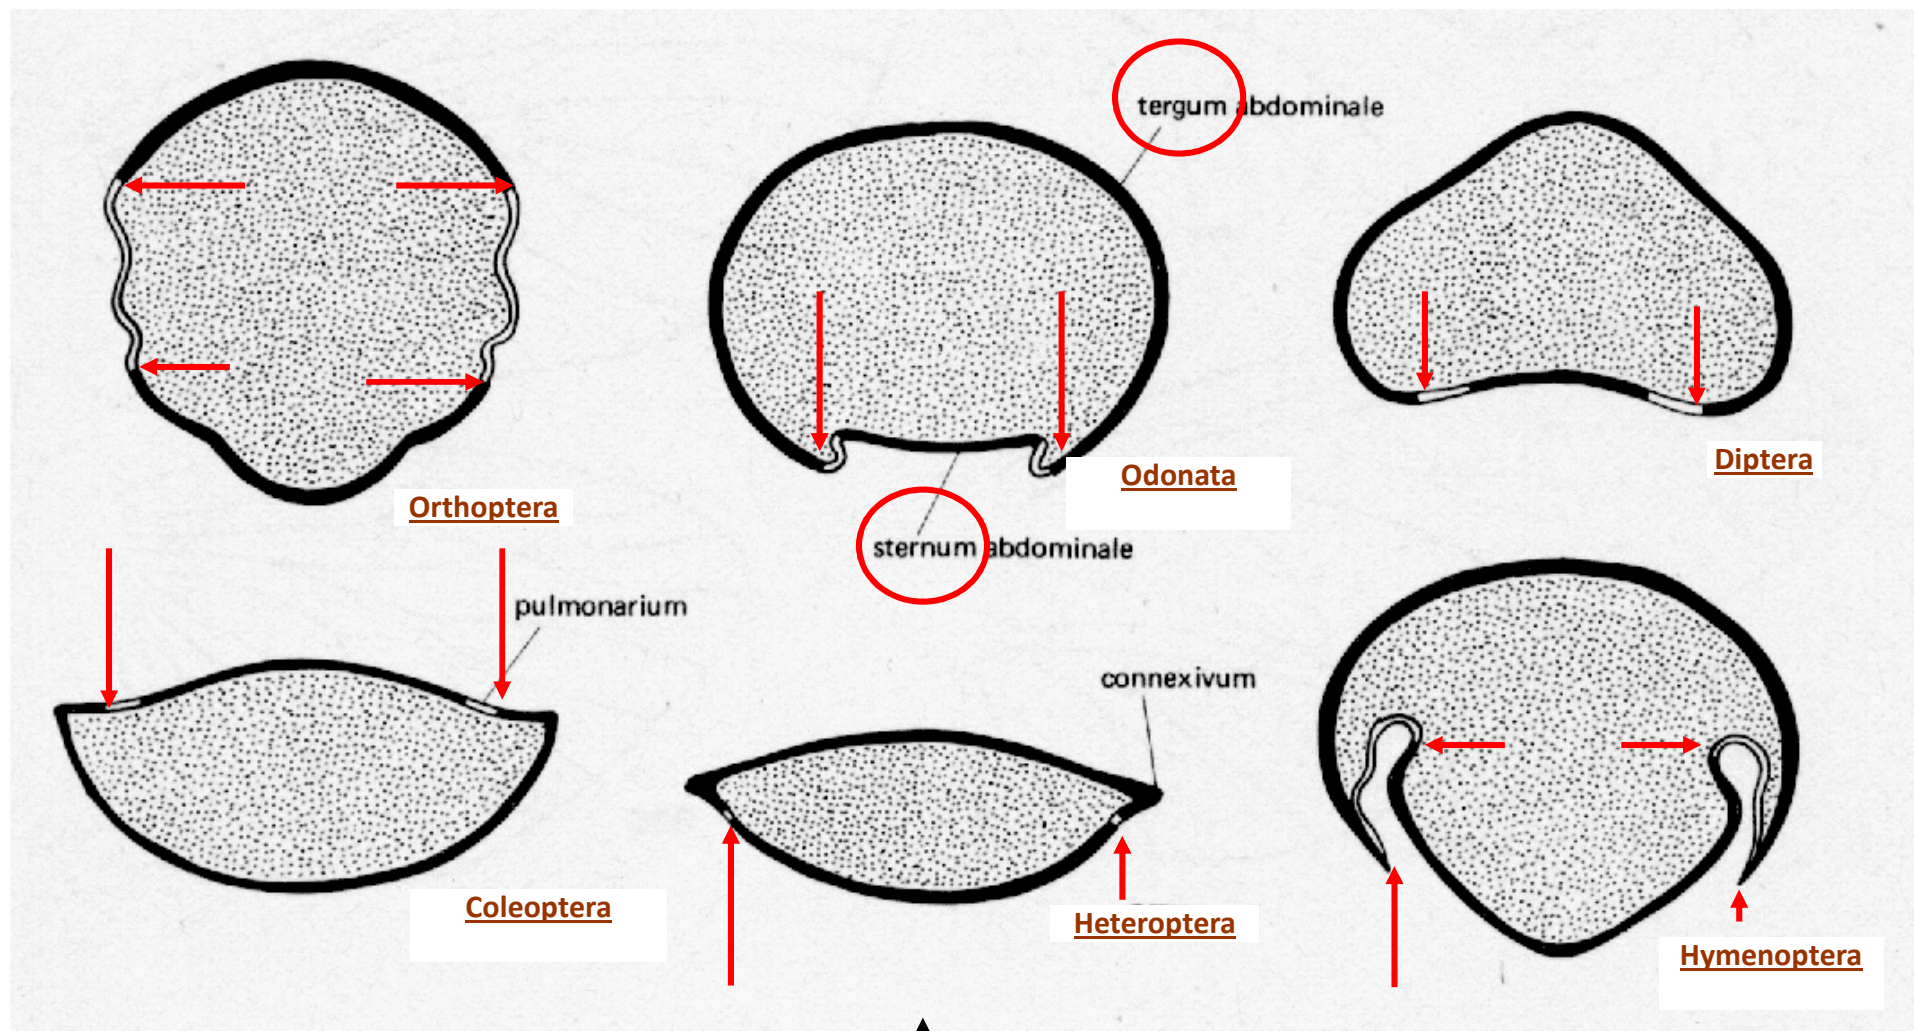 tergum abdominale
Orthoptera
Odonata
Diptera
sternum abdominale
pulmonarium
connexivum
Coleoptera
Heteroptera
Hymenoptera